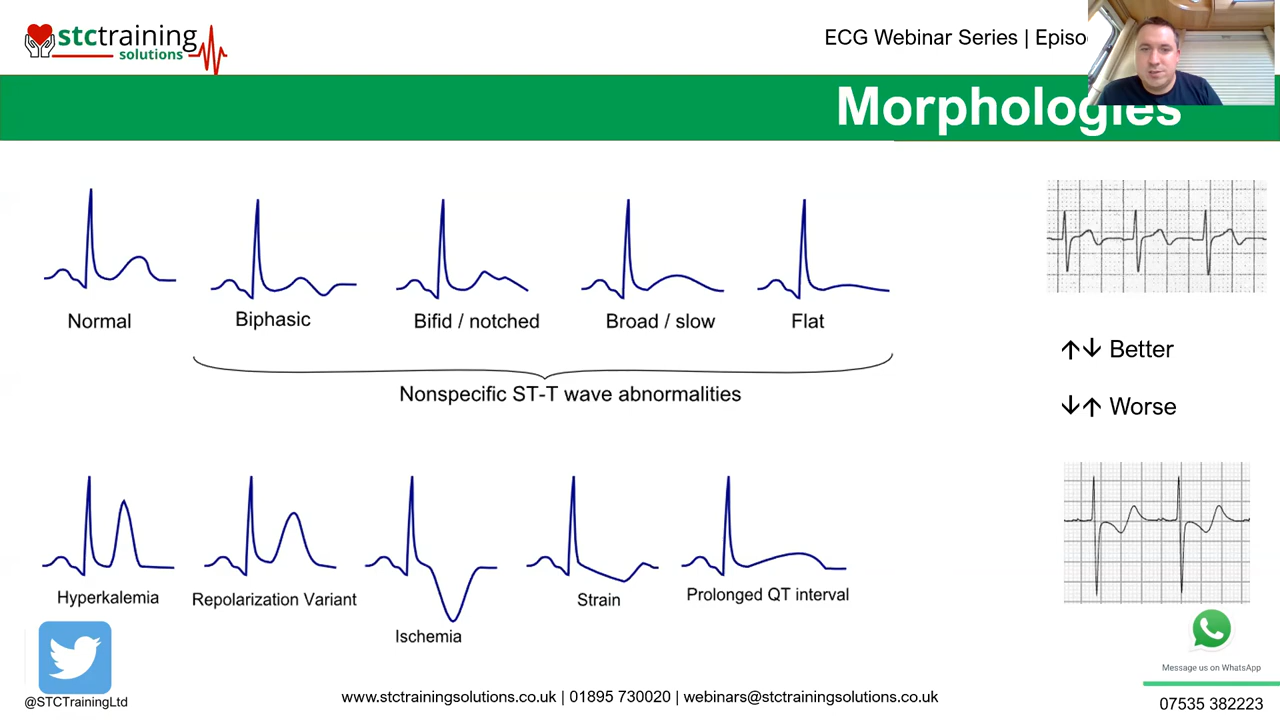 stctraining
solutions
ECG Webinar Series |
Morphologies
Normal
Biphasic
Bifid / notched
Broad / slow
Flat
Nonspecific ST-T wave abnormalities
↑↓ Better
↓↑ Worse
Hyperkalemia
Repolarization Variant
Ischemia
Strain
Prolonged QT interval
Message us on WhatsApp
@STCTrainingLtd
www.stctrainingsolutions.co.uk | 01895 730020 | webinars@stctrainingsolutions.co.uk
07535 382223